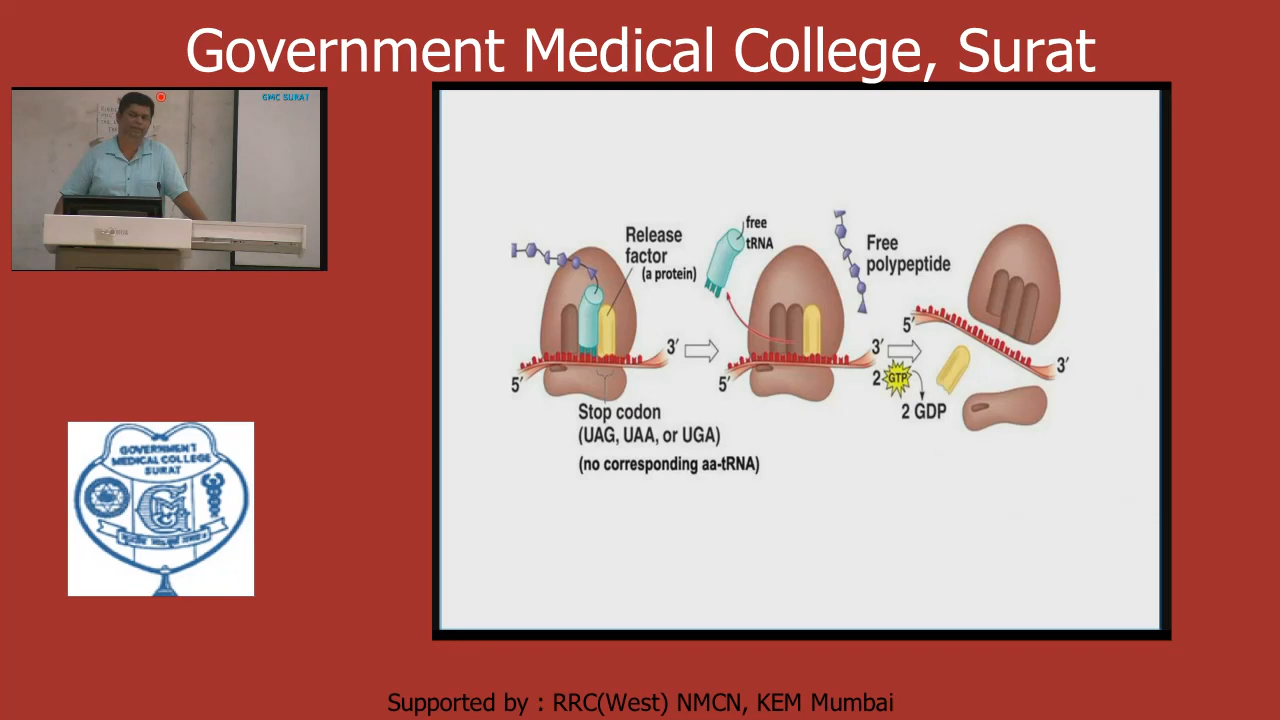 Government Medical College, Surat
GMC SURAT
Release
factor
(a protein)
free
tRNA
Free
polypeptide
3′
5′
3′
5′
5′
3′
2 GTP
2 GDP
Stop codon
(UAG, UAA, or UGA)
(no corresponding aa-tRNA)
GOVERNMENT
MEDICAL COLLEGE
SURAT
Supported by : RRC(West) NMCN, KEM Mumbai